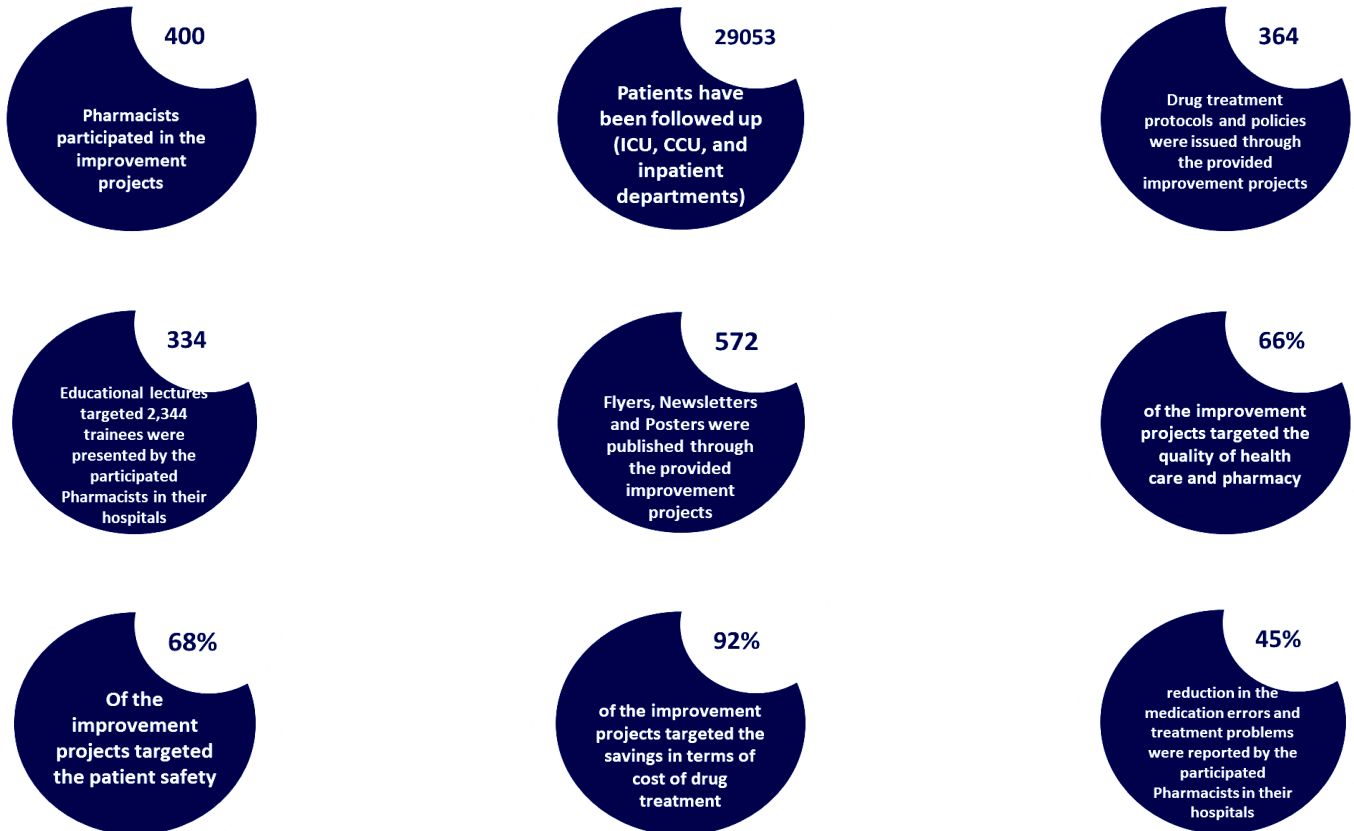 400
Pharmacists
participated in the
improvement
projects
29053
Patients have
been followed up
(ICU, CCU, and
inpatient
departments)
364
Drug treatment
protocols and policies
were issued through
the provided
improvement projects
334
Educational lectures
targeted 2,344
trainees were
presented by the
participated
Pharmacists in their
hospitals
572
Flyers, Newsletters
and Posters were
published through
the provided
improvement
projects
66%
of the improvement
projects targeted the
quality of health
care and pharmacy
68%
Of the
improvement
projects targeted
the patient safety
92%
of the improvement
projects targeted the
savings in terms of
cost of drug
treatment
45%
reduction in the
medication errors and
treatment problems
were reported by the
participated
Pharmacists in their
hospitals